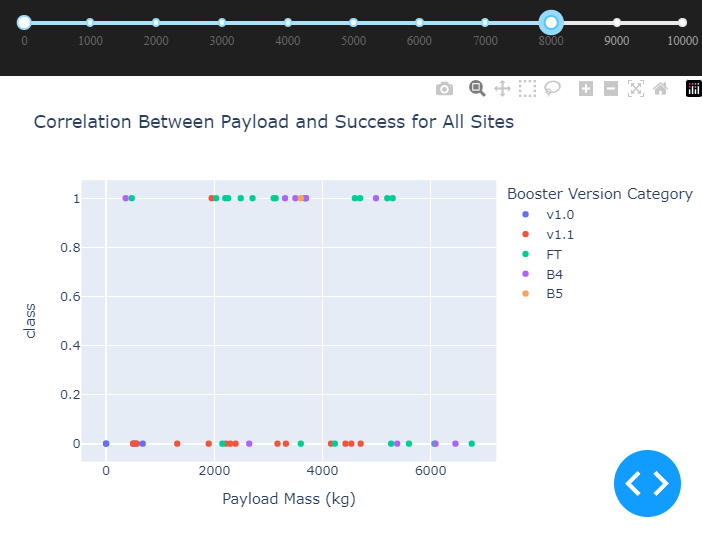 0 1000 2000 3000 4000 5000 6000 7000 8000 9000 10000
Correlation Between Payload and Success for All Sites
1
0.8
0.6
0.4
0.2
0
class
0 2000 4000 6000
Payload Mass (kg)
Booster Version Category
v1.0
v1.1
FT
B4
B5